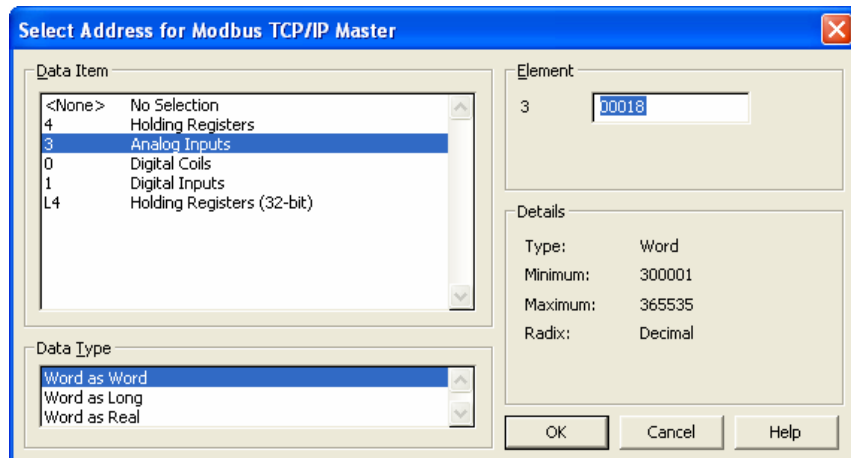 Select Address for Modbus TCP/IP Master
Data Item
<None> No Selection
4 Holding Registers
3 Analog Inputs
0 Digital Coils
1 Digital Inputs
L4 Holding Registers (32-bit)
Data Type
Word as Word
Word as Long
Word as Real
Element
3 00018
Details
Type: Word
Minimum: 300001
Maximum: 365535
Radix: Decimal
OK Cancel Help